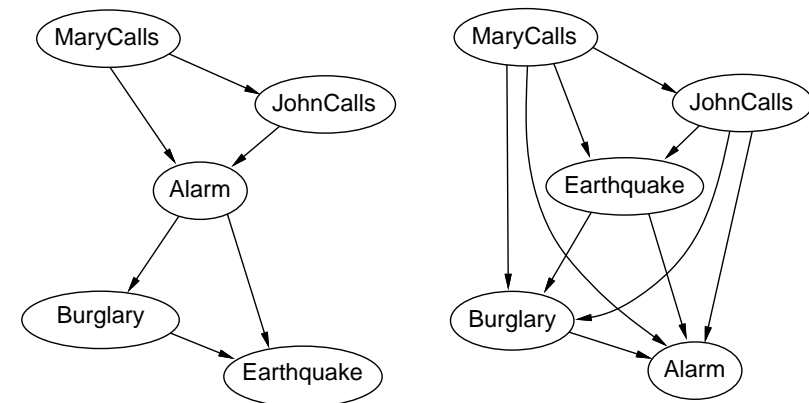 MaryCalls
JohnCalls
Alarm
Burglary
Earthquake
MaryCalls
JohnCalls
Earthquake
Burglary
Alarm